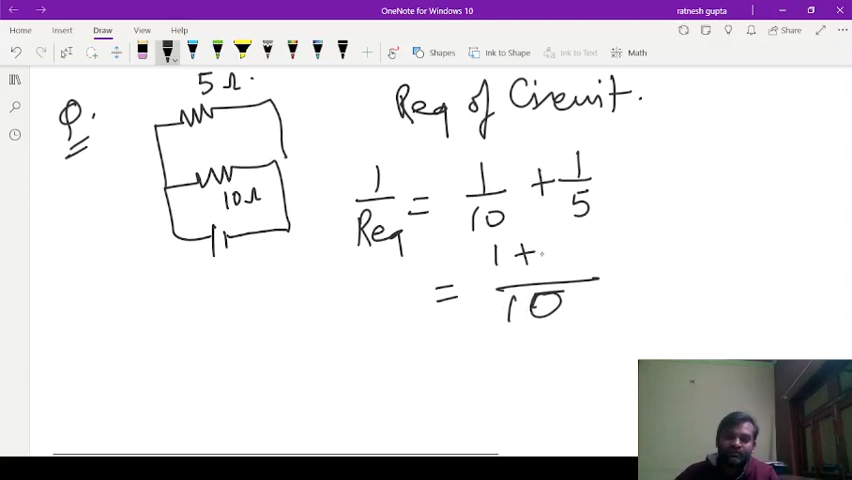 OneNote for Windows 10
ratnesh gupta
Home Insert Draw View Help
Shapes Ink to Shape Ink to Text Math
Share
Q.
5 Ω.
10Ω
Req of Circuit.
1/Req = 1/10 + 1/5
= 1 + /10